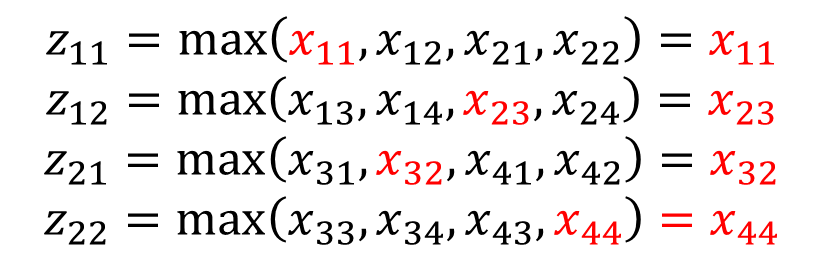 z₁₁ = max(x₁₁, x₁₂, x₂₁, x₂₂) = x₁₁
z₁₂ = max(x₁₃, x₁₄, x₂₃, x₂₄) = x₂₃
z₂₁ = max(x₃₁, x₃₂, x₄₁, x₄₂) = x₃₂
z₂₂ = max(x₃₃, x₃₄, x₄₃, x₄₄) = x₄₄